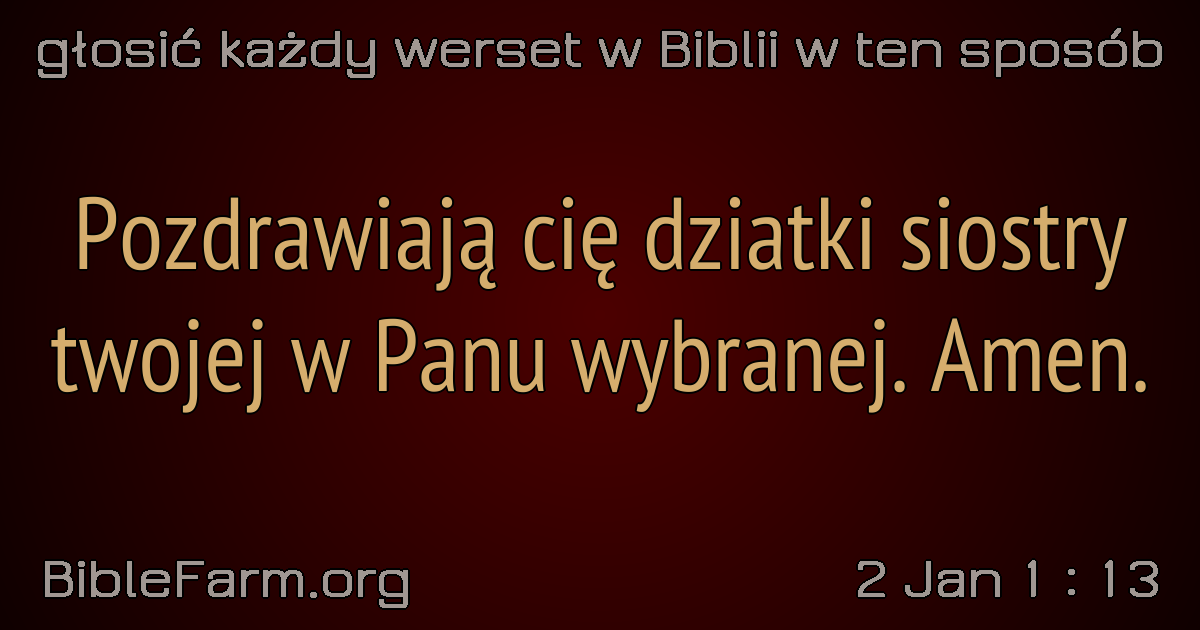 głosić każdy werset w Biblii w ten sposób
Pozdrawiają cię dziatki siostry
twojej w Panu wybranej. Amen.
BibleFarm.org
2 Jan 1 : 13